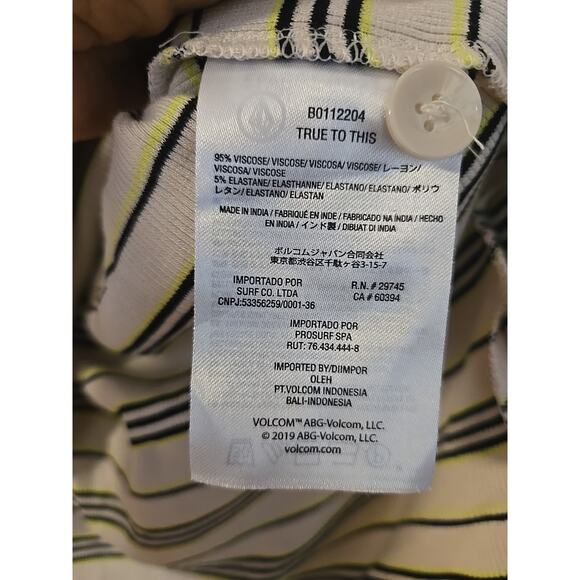 B0112204
TRUE TO THIS
95% VISCOSE/ VISCOSE/ VISCOSA/ VISCOSE/ レーヨン/
VISCOSA/ VISCOSE
5% ELASTANE/ ELASTHANNE/ ELASTANO/ ELASTANO/ ポリウ
レタン/ ELASTANO/ ELASTAN
MADE IN INDIA / FABRIQUÉ EN INDE / FABRICADO NA ÍNDIA / HECHO
EN INDIA / インド製 / DIBUAT DI INDIA
ボルコムジャパン合同会社
東京都渋谷区千駄ヶ谷3-15-7
IMPORTADO POR
SURF CO. LTDA
CNPJ:53356259/0001-36
R.N. # 29745
CA # 60394
IMPORTADO POR
PROSURF SPA
RUT: 76.434.444-8
IMPORTED BY/DIIMPOR
OLEH
PT.VOLCOM INDONESIA
BALI-INDONESIA
VOLCOM™ ABG-Volcom, LLC.
© 2019 ABG-Volcom, LLC.
volcom.com